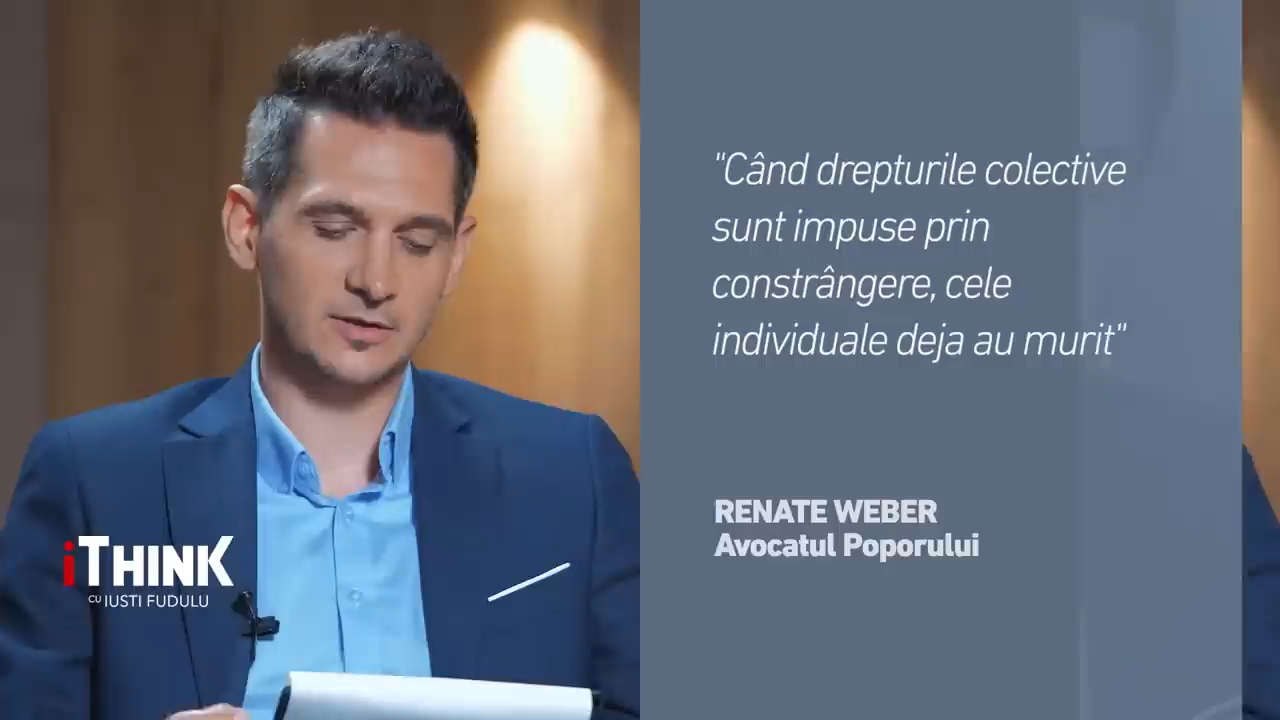 "Când drepturile colective
sunt impuse prin
constrângere, cele
individuale deja au murit"
RENATE WEBER
Avocatul Poporului
iTHINK
CU IUSTI FUDULU